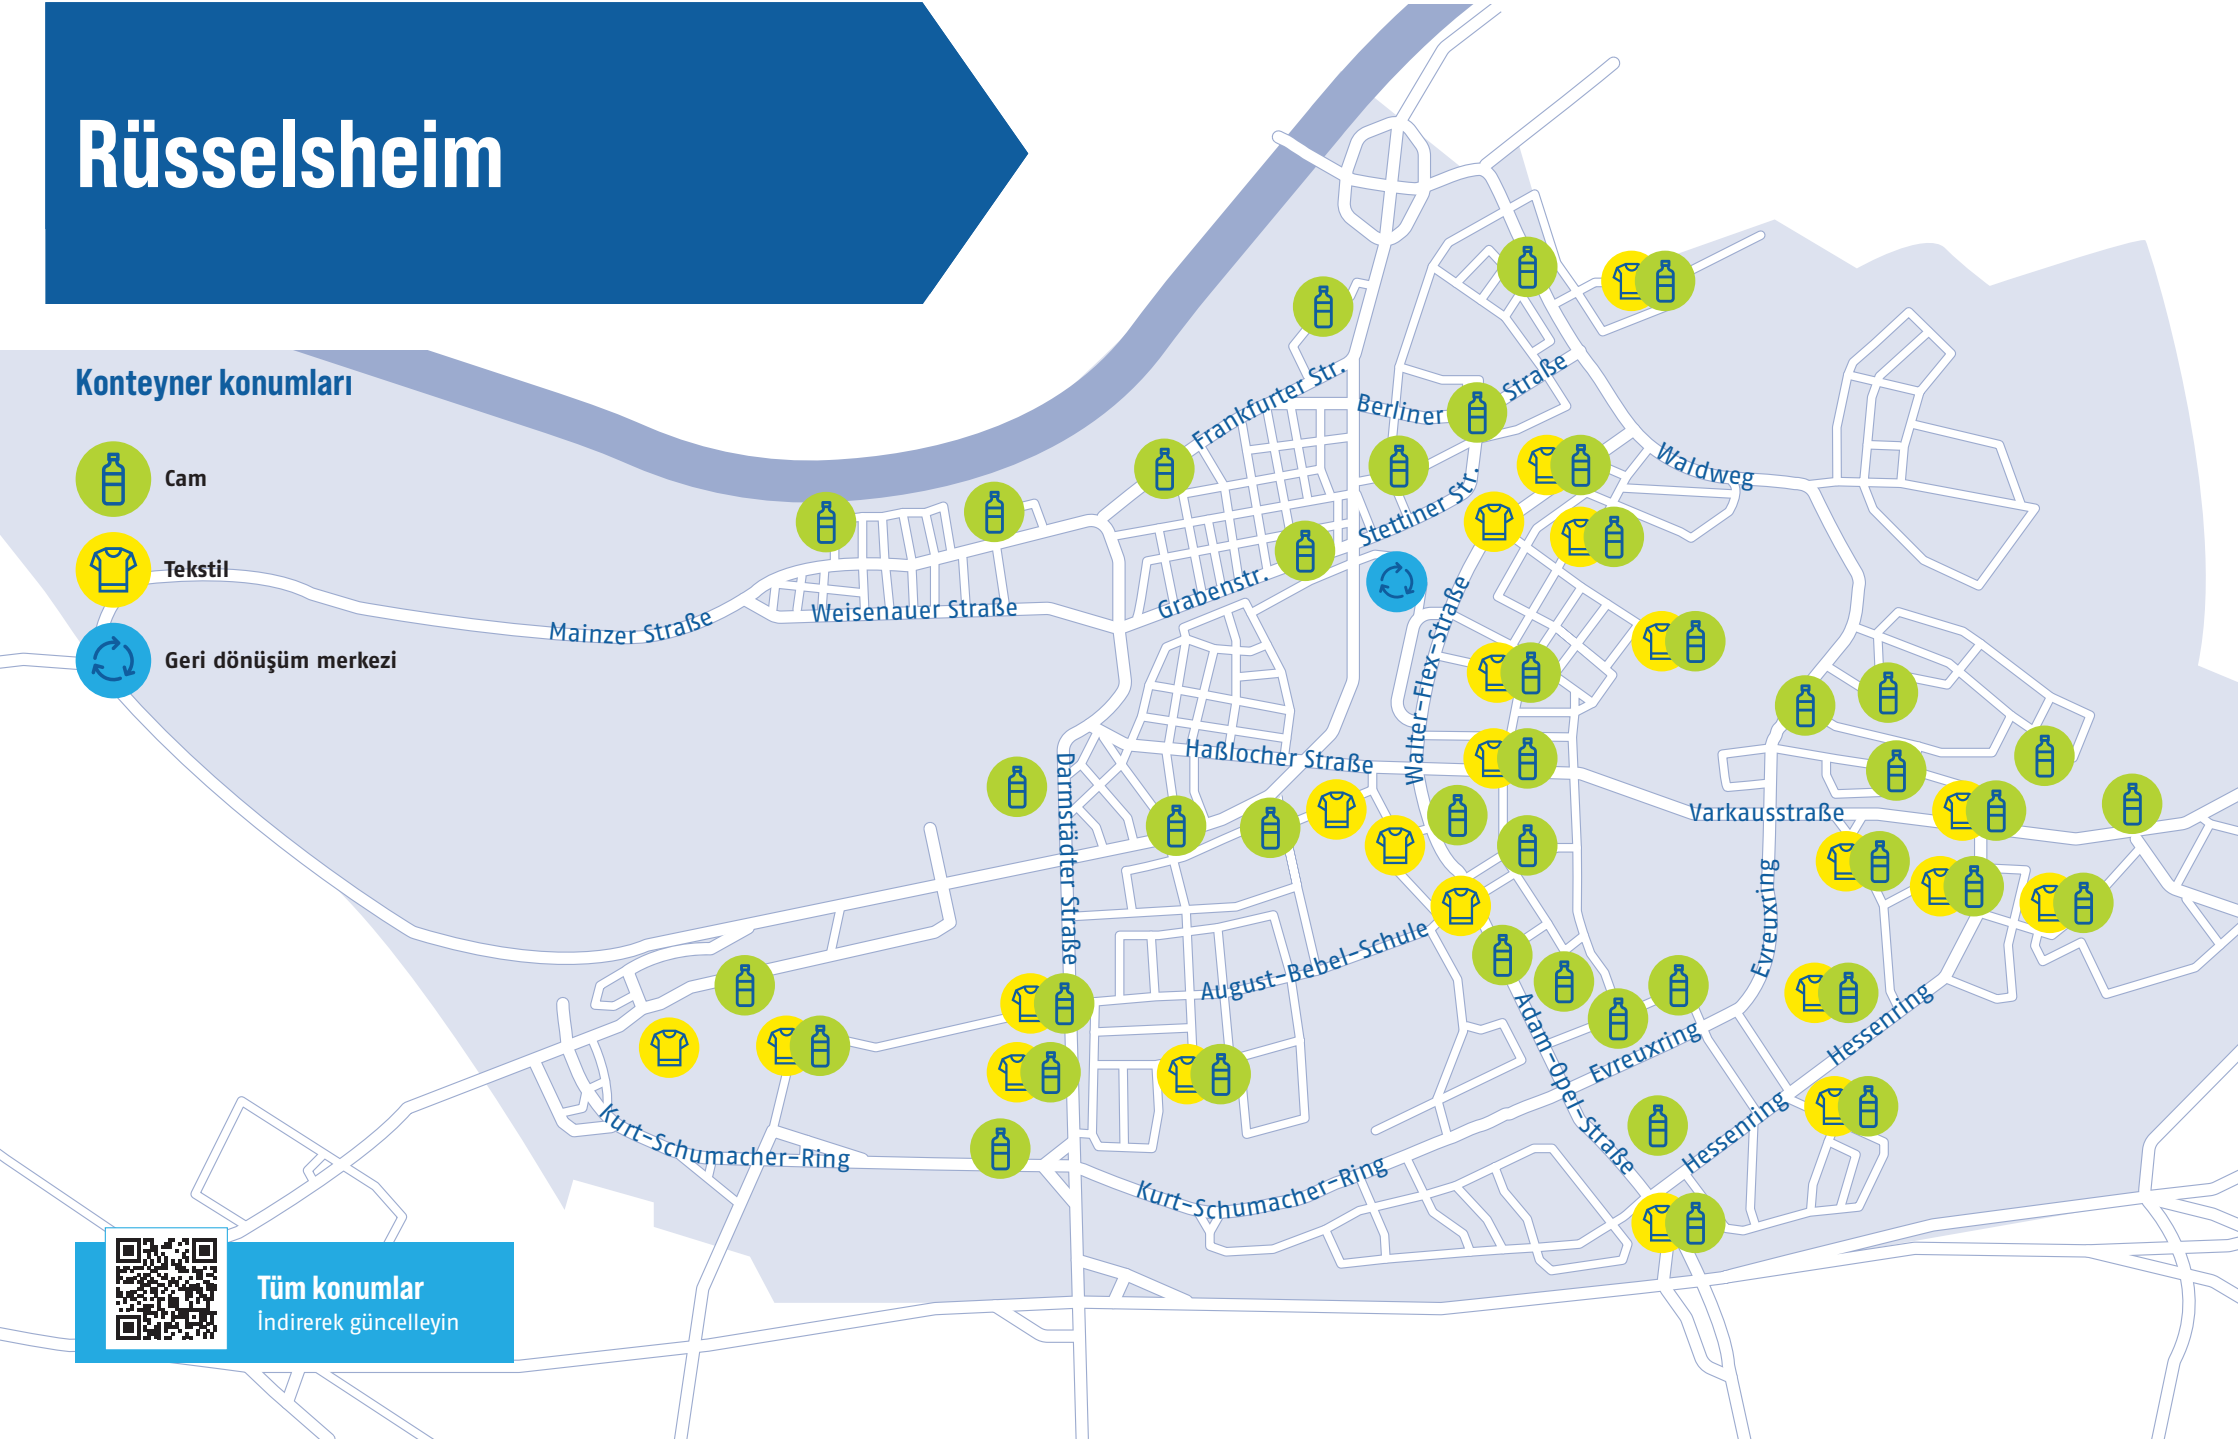 Rüsselsheim
Konteyner konumları
Cam
Tekstil
Geri dönüşüm merkezi
Frankfurter Str.
Berliner Straße
Waldweg
Stettiner Str.
Grabenstr.
Weisenauer Straße
Mainzer Straße
Walter-Flex-Straße
Haßlocher Straße
Darmstädter Straße
Varkausstraße
Evreuxring
August-Bebel-Schule
Adam-Opel-Straße
Evreuxring
Hessenring
Hessenring
Kurt-Schumacher-Ring
Kurt-Schumacher-Ring
Tüm konumlar
İndirerek güncelleyin